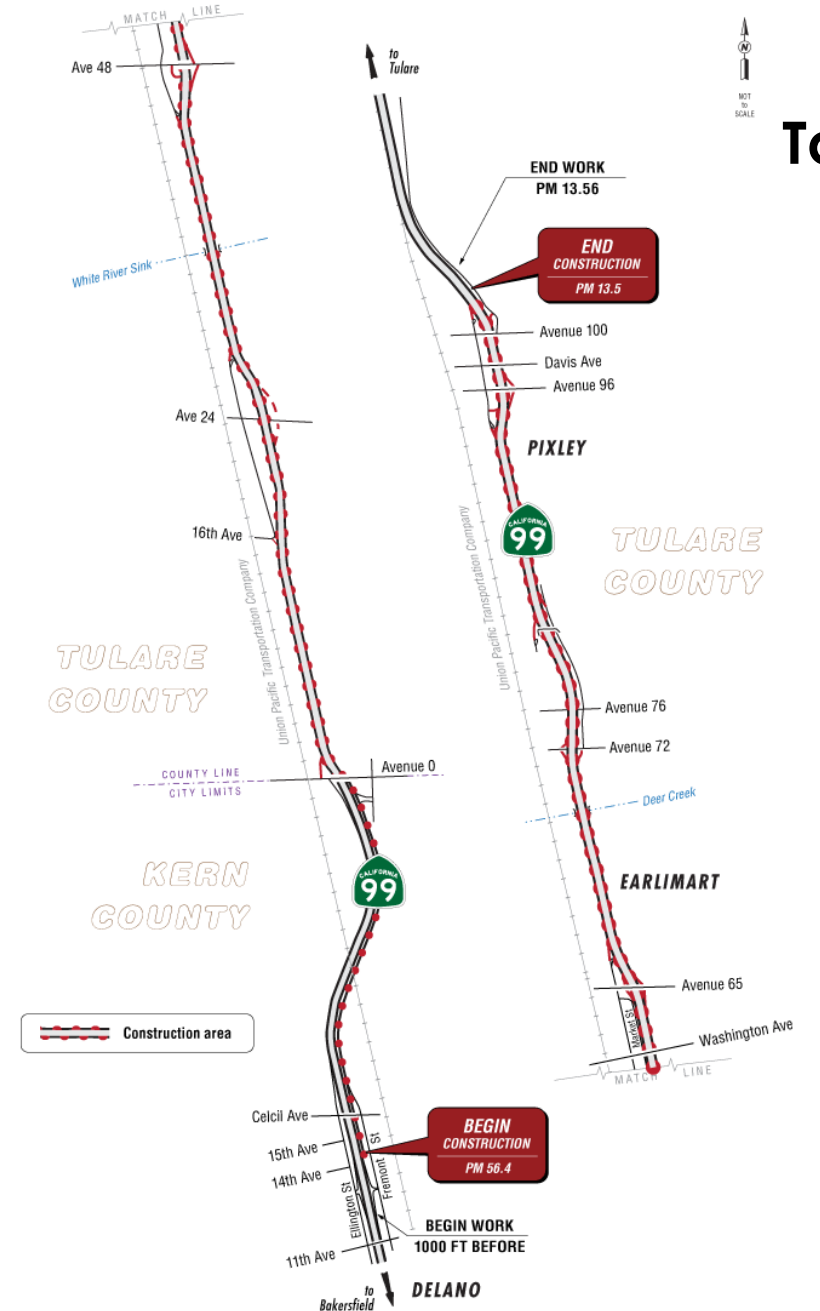 MATCH LINE
Ave 48
White River Sink
Ave 24
16th Ave
Union Pacific Transportation Company
TULARE
COUNTY
COUNTY LINE
CITY LIMITS
Avenue 0
KERN
COUNTY
CALIFORNIA
99
Construction area
Celcil Ave
15th Ave
14th Ave
Ellington St
Fremont St
11th Ave
BEGIN
CONSTRUCTION
PM 56.4
BEGIN WORK
1000 FT BEFORE
to
Bakersfield
DELANO
to
Tulare
N
NOT
to
SCALE
To
END WORK
PM 13.56
END
CONSTRUCTION
PM 13.5
Avenue 100
Davis Ave
Avenue 96
PIXLEY
Union Pacific Transportation Company
CALIFORNIA
99
TULARE
COUNTY
Avenue 76
Avenue 72
Deer Creek
EARLIMART
Avenue 65
Market St
Washington Ave
MATCH LINE